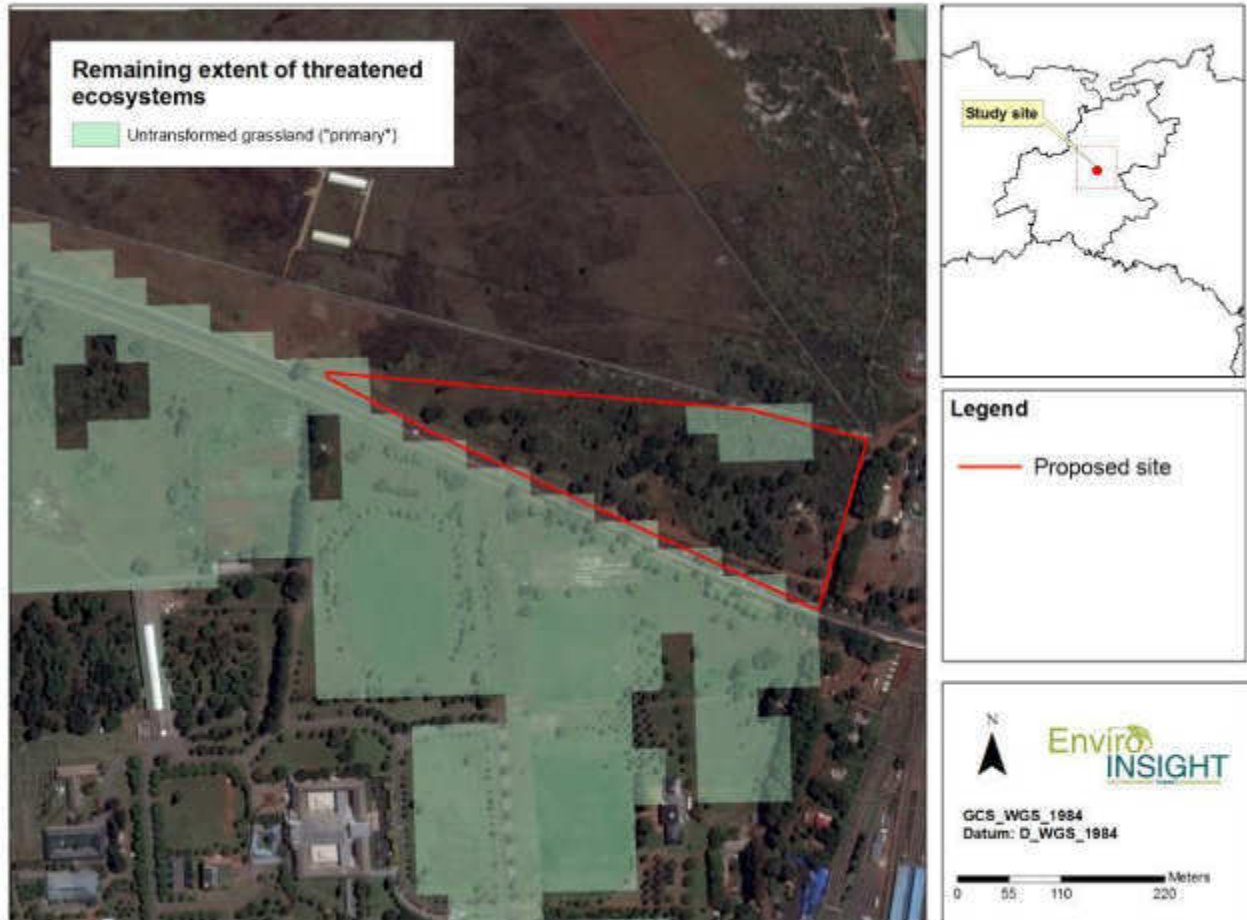 Remaining extent of threatened
ecosystems
Untransformed grassland ("primary")
Study site
Legend
Proposed site
N
Enviro
INSIGHT
GCS_WGS_1984
Datum: D_WGS_1984
Meters
0 55 110 220